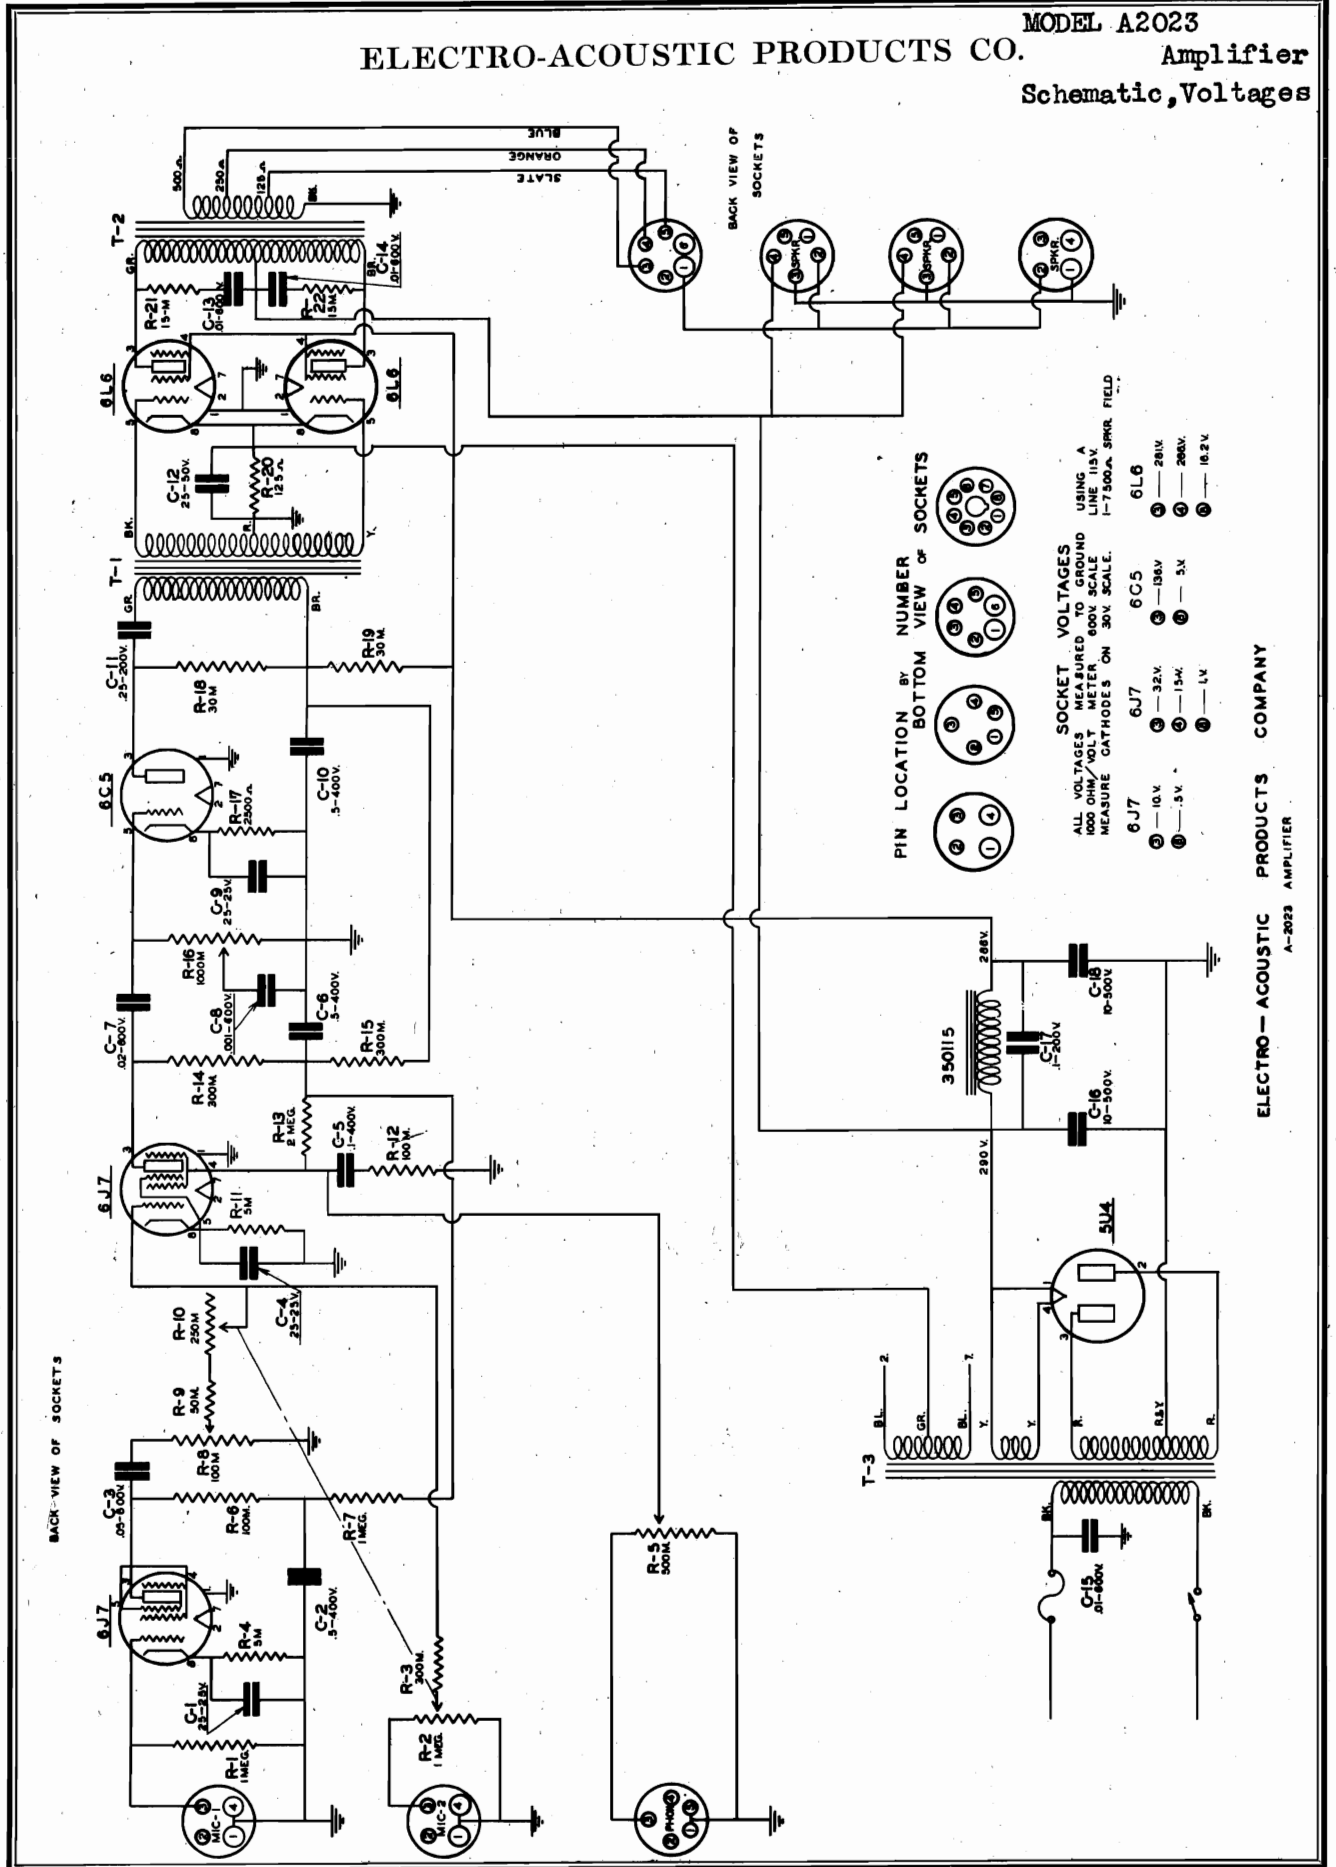 MODEL A2023
ELECTRO-ACOUSTIC PRODUCTS CO.
Amplifier
Schematic,Voltages
BACK VIEW OF SOCKETS
MIC-1
R-1
1 MEG.
C-1
25-25V.
6J7
R-4
5M
C-2
.5-400V.
C-3
.05-600V.
R-6
100M.
R-7
1 MEG.
R-8
100M
R-9
50M.
R-10
250M
MIC-2
R-2
1 MEG.
R-3
300M.
PHONO
R-5
500M.
C-4
25-25V.
6J7
R-11
5M
C-5
.1-400V.
R-12
100M.
R-13
2 MEG.
R-14
300M.
R-15
300M.
C-6
.5-400V.
C-7
.02-600V.
C-8
.001-600V.
R-16
1000M
C-9
25-25V.
6C5
R-17
2500Ω
C-10
.5-400V.
C-11
.25-200V.
R-18
30M
R-19
30M.
T-1
GR.
BR.
BK.
R.
Y.
C-12
25-50V.
R-20
125Ω
6L6
6L6
R-21
15-M
C-13
.01-600V.
R-22
15M
C-14
.01-600V.
T-2
GR.
BR.
500Ω
250Ω
125Ω
BK.
BLUE
ORANGE
SLATE
BACK VIEW OF
SOCKETS
SPKR.
SPKR.
SPKR.
PIN LOCATION BY NUMBER
BOTTOM VIEW OF SOCKETS
SOCKET VOLTAGES
ALL VOLTAGES MEASURED TO GROUND USING A
1000 OHM/VOLT METER 600V. SCALE LINE 115V.
MEASURE CATHODES ON 30V. SCALE. 1-7500Ω SPKR FIELD
6J7 6J7 6C5 6L6
③—10.V. ③—32.V. ③—136.V ③—281V.
⑧—.5V. ④—15.V. ⑧—5.V. ④—286V.
⑧—1.V. ⑧—16.2V.
350115
286V.
290V.
C-16
10-500V.
C-17
.1-200V.
C-18
10-500V.
5U4
T-3
BL. 2.
GR.
BL. 7.
Y.
Y.
R.
R&Y
R.
BK.
BK.
C-15
.01-600V.
ELECTRO—ACOUSTIC PRODUCTS COMPANY
A-2023 AMPLIFIER